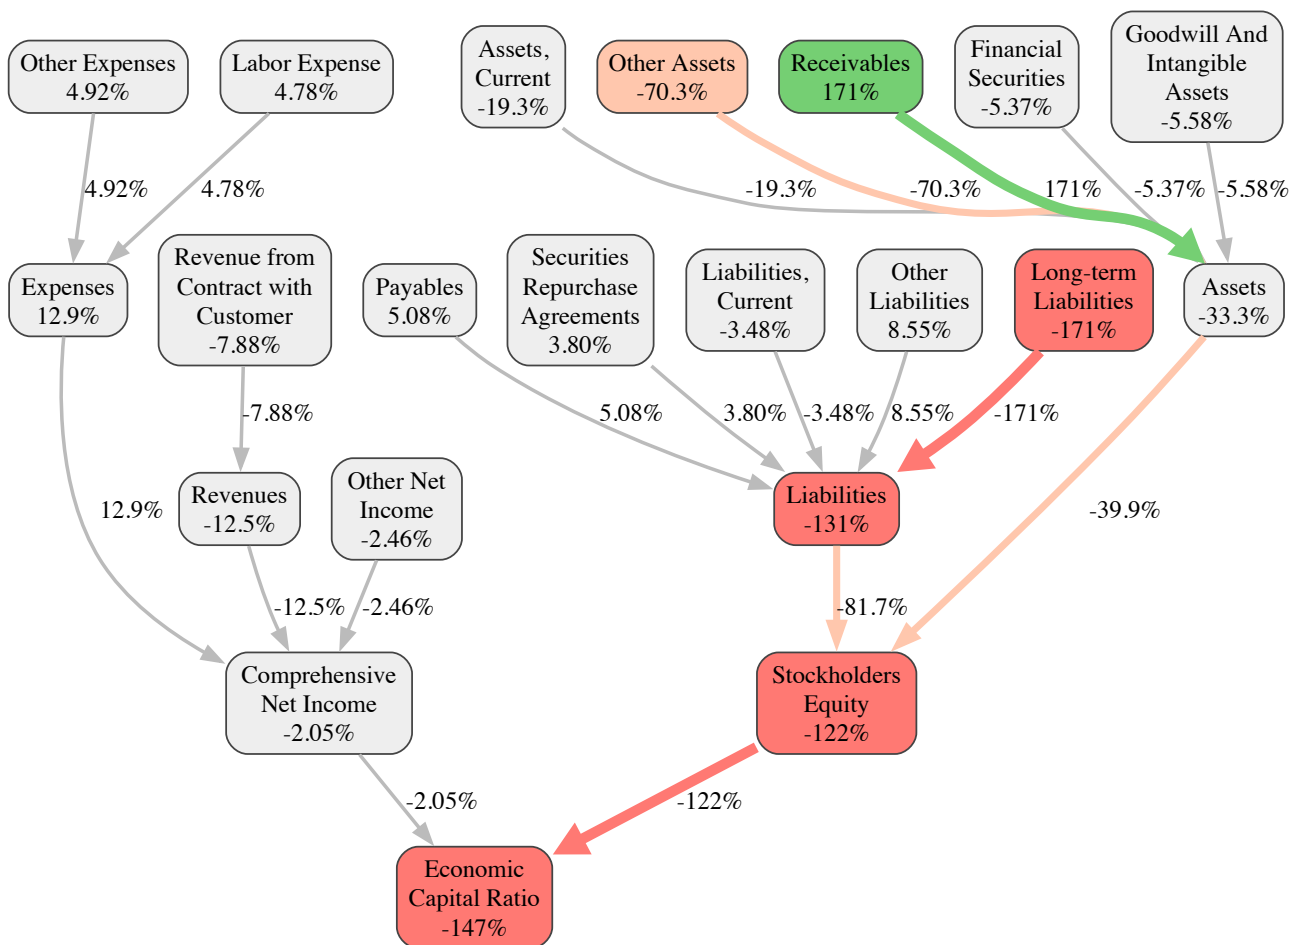 Other Expenses
4.92%
Labor Expense
4.78%
Assets,
Current
-19.3%
Other Assets
-70.3%
Receivables
171%
Financial
Securities
-5.37%
Goodwill And
Intangible
Assets
-5.58%
4.92%
4.78%
-19.3%
-70.3%
171%
-5.37%
-5.58%
Expenses
12.9%
Revenue from
Contract with
Customer
-7.88%
Payables
5.08%
Securities
Repurchase
Agreements
3.80%
Liabilities,
Current
-3.48%
Other
Liabilities
8.55%
Long-term
Liabilities
-171%
Assets
-33.3%
-7.88%
5.08%
3.80%
-3.48%
8.55%
-171%
Revenues
-12.5%
Other Net
Income
-2.46%
Liabilities
-131%
12.9%
-39.9%
-12.5%
-2.46%
-81.7%
Comprehensive
Net Income
-2.05%
Stockholders
Equity
-122%
-2.05%
-122%
Economic
Capital Ratio
-147%